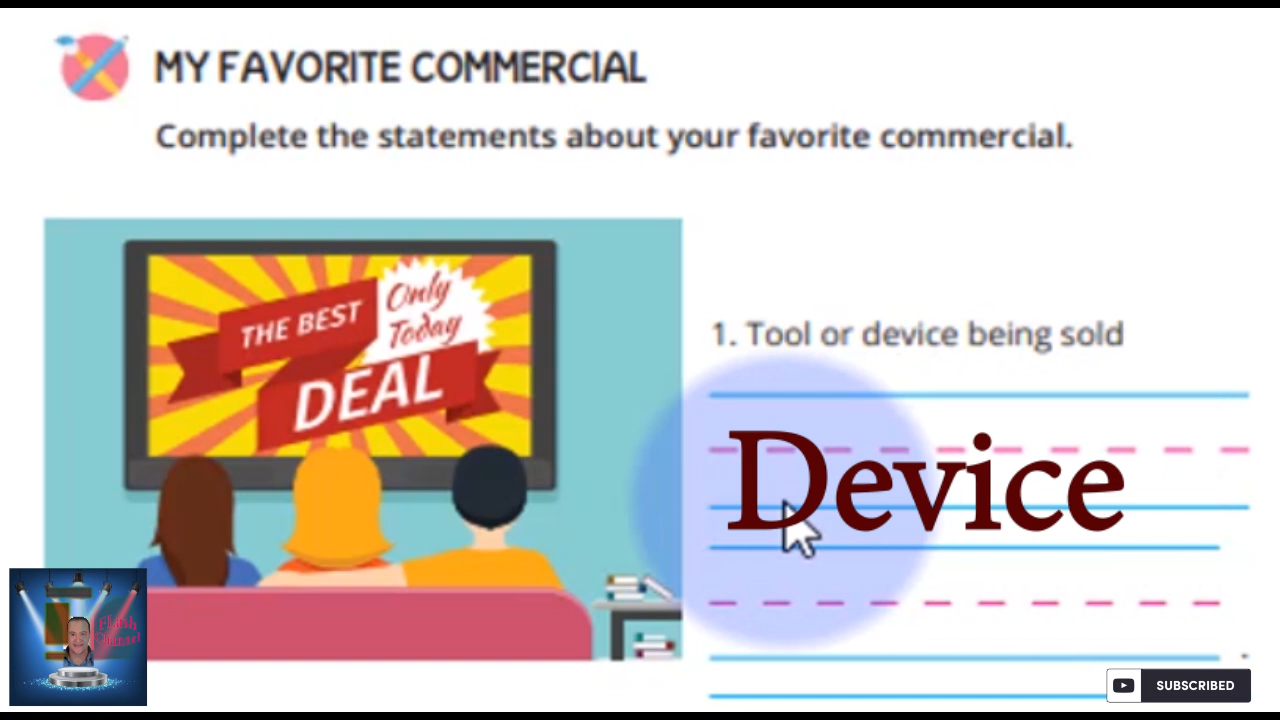 MY FAVORITE COMMERCIAL
Complete the statements about your favorite commercial.
THE BEST
Only
Today
DEAL
1. Tool or device being sold
Device
SUBSCRIBED